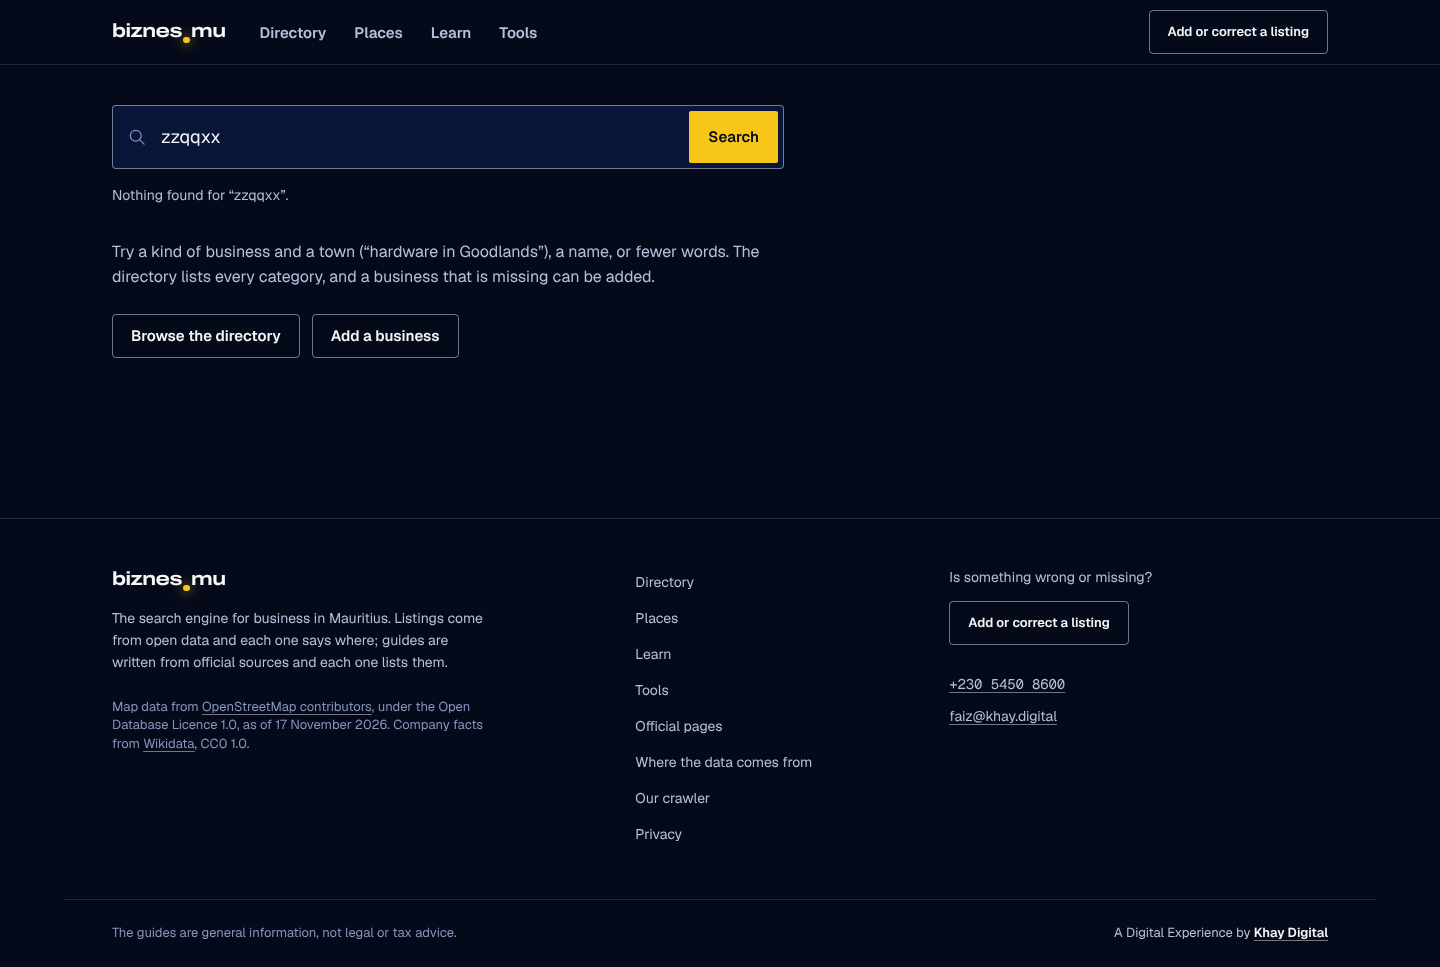 biznes.mu
Directory
Places
Learn
Tools
Add or correct a listing
zzqqxx
Search
Nothing found for “zzqqxx”.
Try a kind of business and a town (“hardware in Goodlands”), a name, or fewer words. The
directory lists every category, and a business that is missing can be added.
Browse the directory
Add a business
biznes.mu
The search engine for business in Mauritius. Listings come
from open data and each one says where; guides are
written from official sources and each one lists them.
Map data from OpenStreetMap contributors, under the Open
Database Licence 1.0, as of 17 November 2026. Company facts
from Wikidata, CC0 1.0.
Directory
Places
Learn
Tools
Official pages
Where the data comes from
Our crawler
Privacy
Is something wrong or missing?
Add or correct a listing
+230 5450 8600
faiz@khay.digital
The guides are general information, not legal or tax advice.
A Digital Experience by Khay Digital